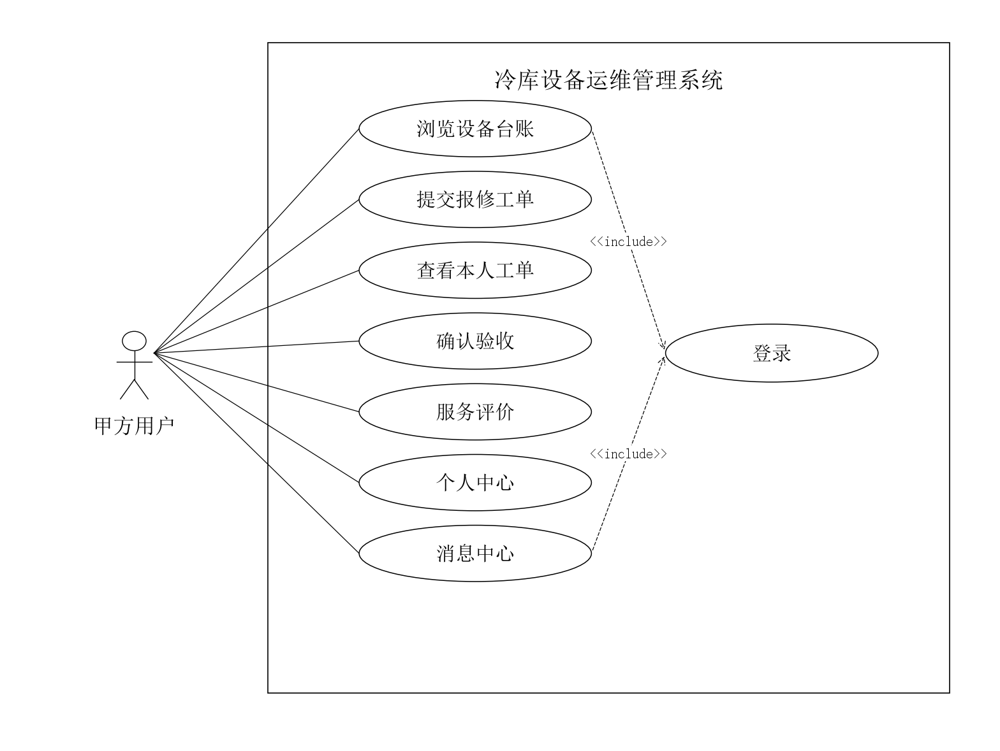 冷库设备运维管理系统
浏览设备台账
提交报修工单
<<include>>
查看本人工单
确认验收
登录
服务评价
甲方用户
<<include>>
个人中心
消息中心